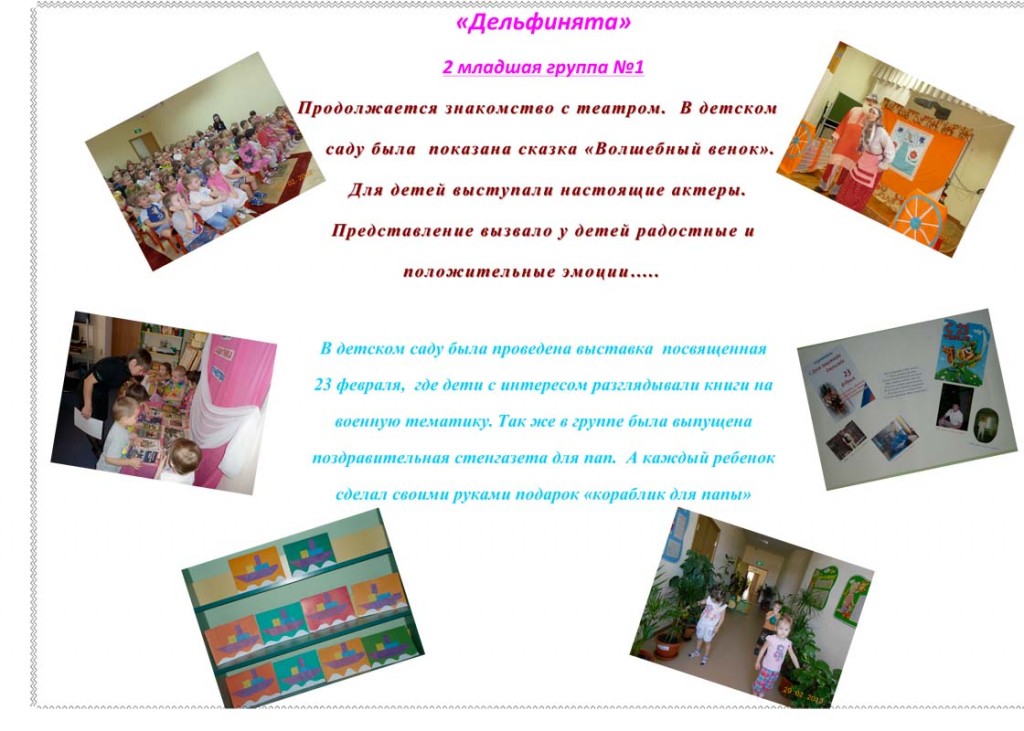 «Дельфинята»
2 младшая группа №1
Продолжается знакомство с театром. В детском
саду была показана сказка «Волшебный венок».
Для детей выступали настоящие актеры.
Представление вызвало у детей радостные и
положительные эмоции…..
В детском саду была проведена выставка посвященная
23 февраля, где дети с интересом разглядывали книги на
военную тематику. Так же в группе была выпущена
поздравительная стенгазета для пап. А каждый ребенок
сделал своими руками подарок «кораблик для папы»
23